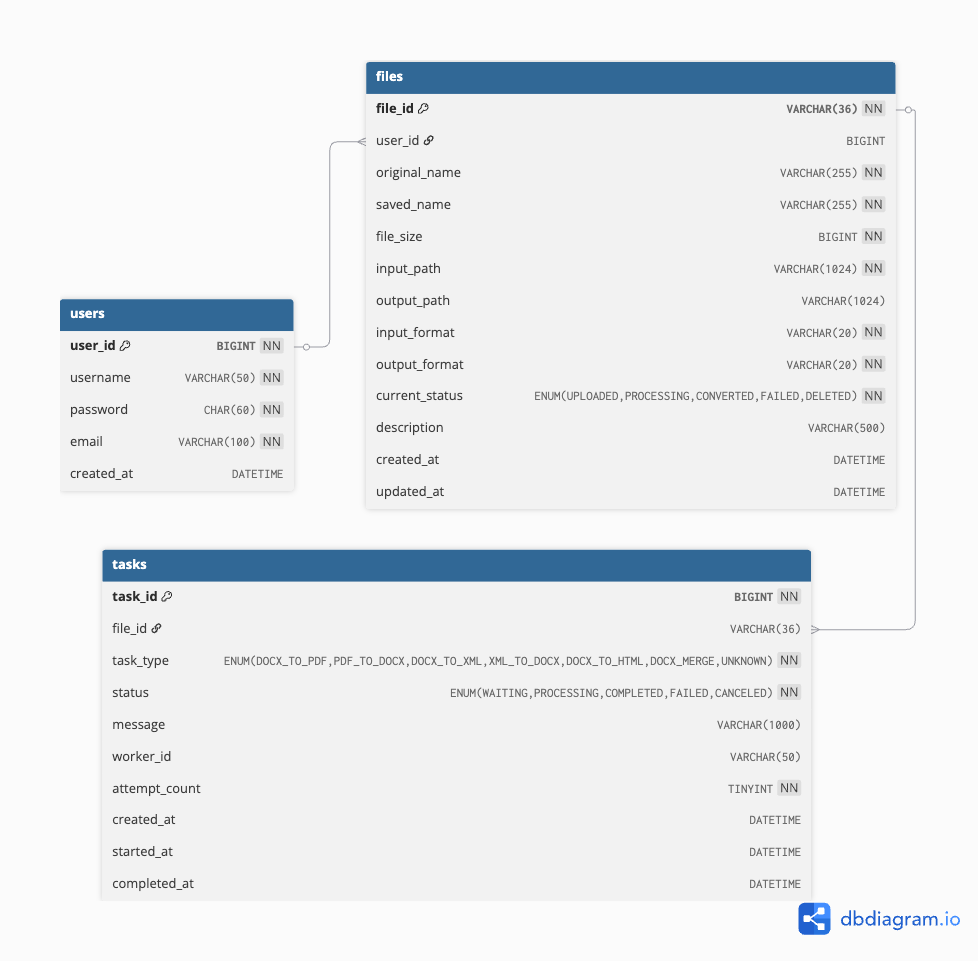 files
file_id VARCHAR(36) NN
user_id BIGINT
original_name VARCHAR(255) NN
saved_name VARCHAR(255) NN
file_size BIGINT NN
input_path VARCHAR(1024) NN
output_path VARCHAR(1024)
input_format VARCHAR(20) NN
output_format VARCHAR(20) NN
current_status ENUM(UPLOADED,PROCESSING,CONVERTED,FAILED,DELETED) NN
description VARCHAR(500)
created_at DATETIME
updated_at DATETIME
users
user_id BIGINT NN
username VARCHAR(50) NN
password CHAR(60) NN
email VARCHAR(100) NN
created_at DATETIME
tasks
task_id BIGINT NN
file_id VARCHAR(36)
task_type ENUM(DOCX_TO_PDF,PDF_TO_DOCX,DOCX_TO_XML,XML_TO_DOCX,DOCX_TO_HTML,DOCX_MERGE,UNKNOWN) NN
status ENUM(WAITING,PROCESSING,COMPLETED,FAILED,CANCELED) NN
message VARCHAR(1000)
worker_id VARCHAR(50)
attempt_count TINYINT NN
created_at DATETIME
started_at DATETIME
completed_at DATETIME
dbdiagram.io